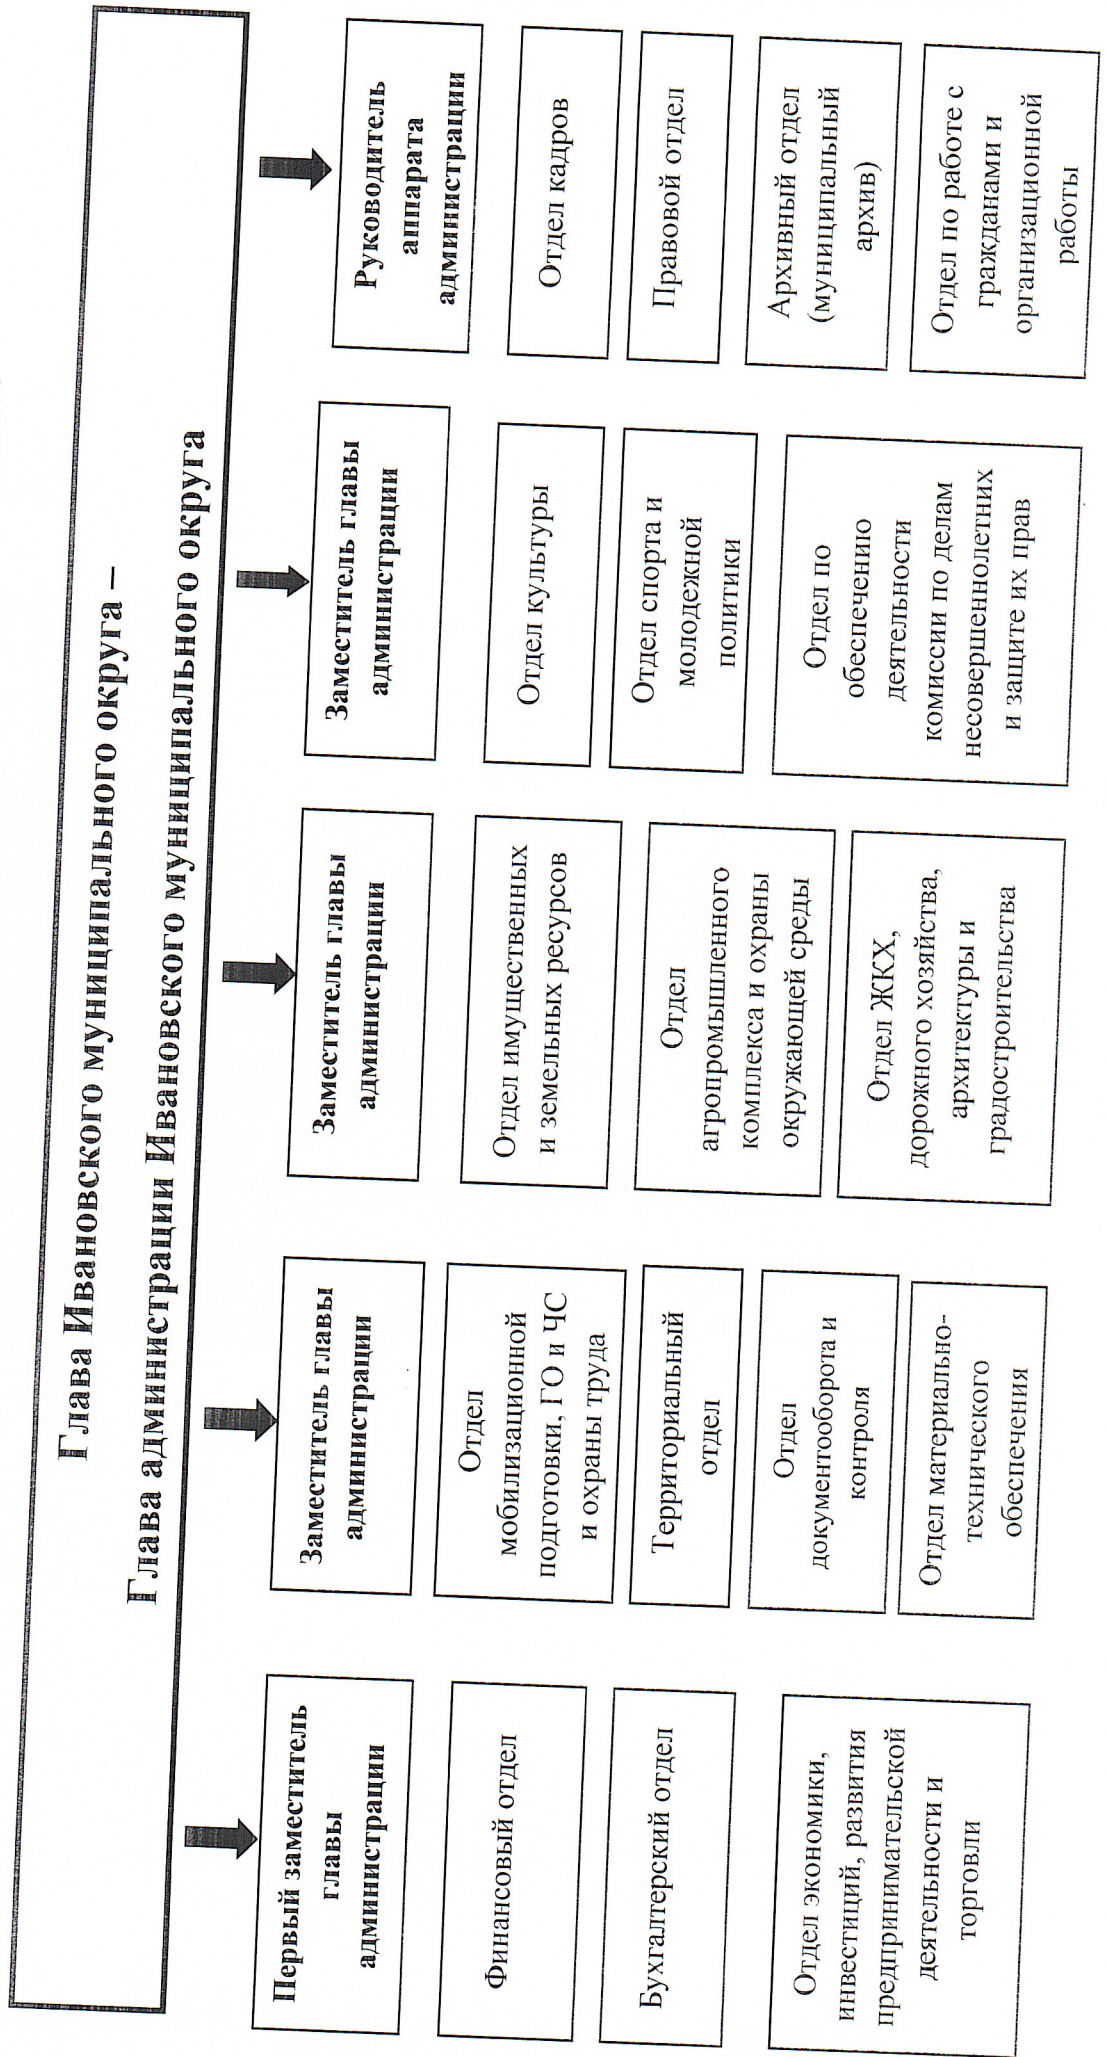 Глава Ивановского муниципального округа –
Глава администрации Ивановского муниципального округа
Первый заместитель
главы
администрации
Финансовый отдел
Бухгалтерский отдел
Отдел экономики,
инвестиций, развития
предпринимательской
деятельности и
торговли
Заместитель главы
администрации
Отдел
мобилизационной
подготовки, ГО и ЧС
и охраны труда
Территориальный
отдел
Отдел
документооборота и
контроля
Отдел материально-
технического
обеспечения
Заместитель главы
администрации
Отдел имущественных
и земельных ресурсов
Отдел
агропромышленного
комплекса и охраны
окружающей среды
Отдел ЖКХ,
дорожного хозяйства,
архитектуры и
градостроительства
Заместитель главы
администрации
Отдел культуры
Отдел спорта и
молодежной
политики
Отдел по
обеспечению
деятельности
комиссии по делам
несовершеннолетних
и защите их прав
Руководитель
аппарата
администрации
Отдел кадров
Правовой отдел
Архивный отдел
(муниципальный
архив)
Отдел по работе с
гражданами и
организационной
работы